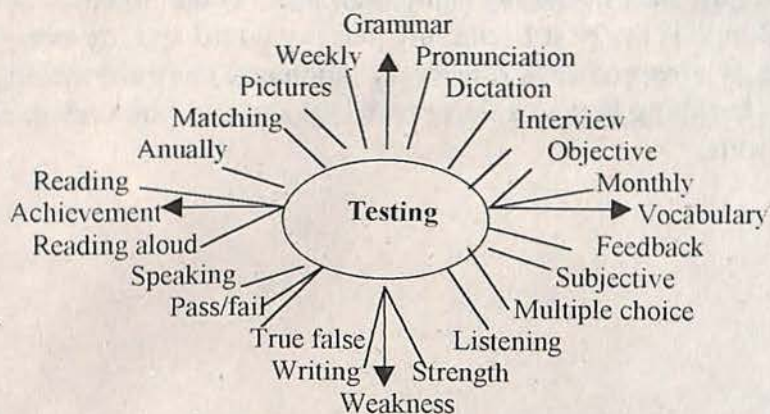 Grammar
Weekly Pronunciation
Pictures Dictation
Matching Interview
Anually Objective
Reading Monthly
Achievement Testing Vocabulary
Reading aloud Feedback
Speaking Subjective
Pass/fail Multiple choice
True false Listening
Writing Strength
Weakness